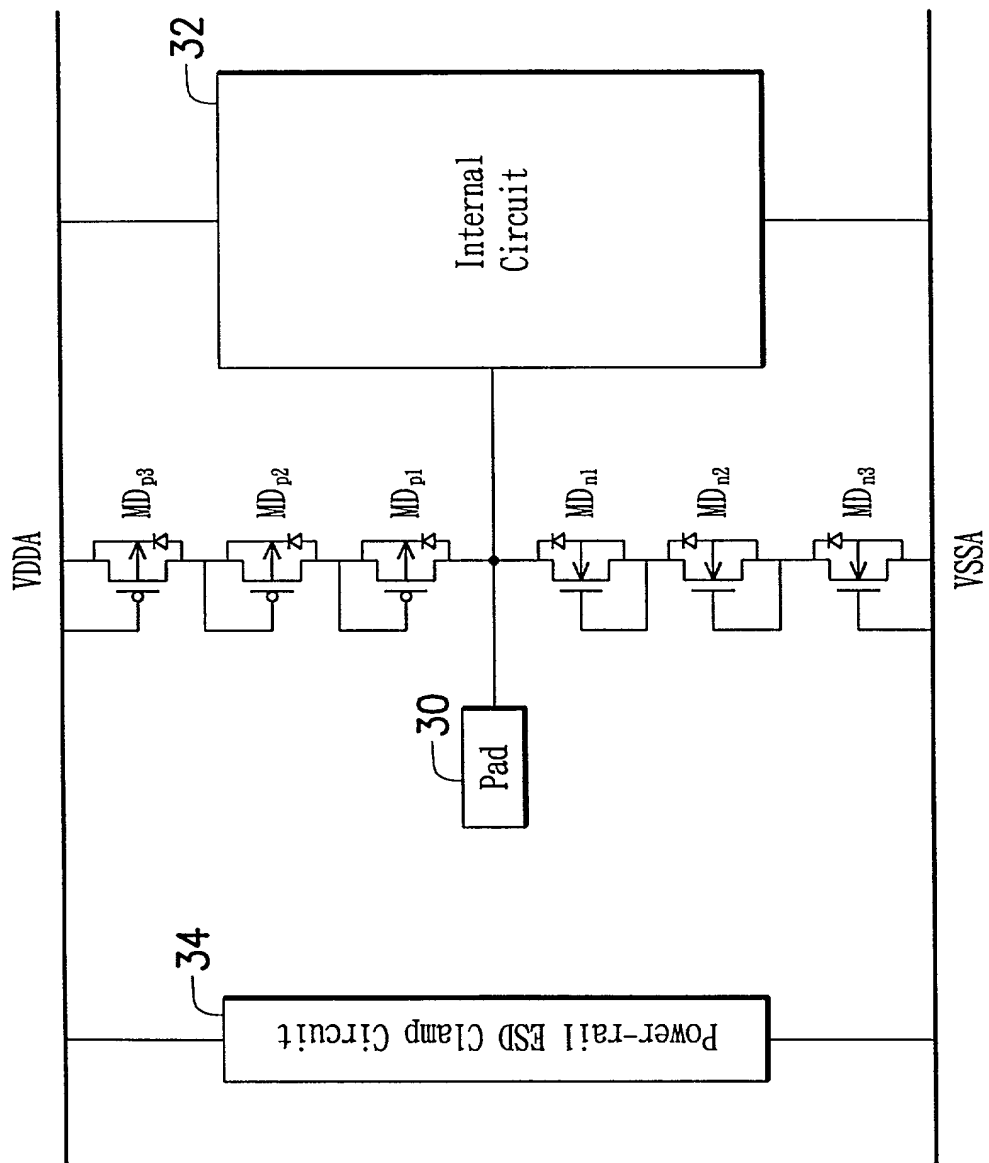 VDDA
32
MDp3
MDp2
MDp1
Internal
Circuit
30
Pad
MDn1
MDn2
MDn3
34
Power-rail ESD Clamp Circuit
VSSA